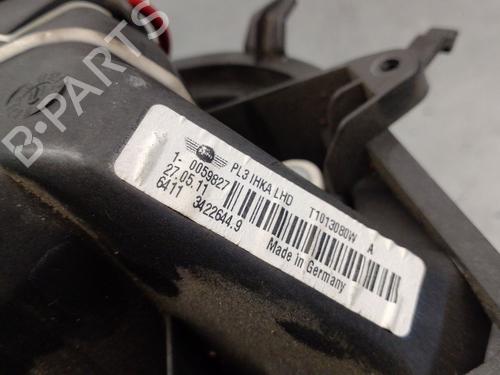 PL3 IHKA LHD T1013080W A
1- 0059827
27.05.11
6411 3422644.9
Made in Germany
B-PARTS